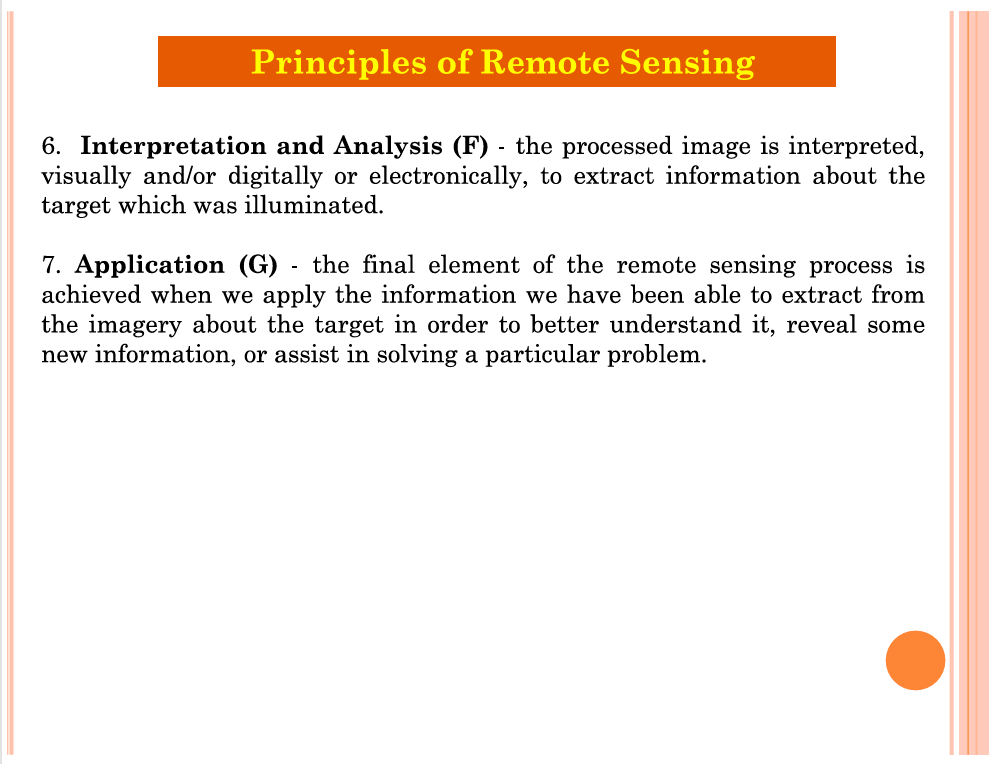 Principles of Remote Sensing
6. Interpretation and Analysis (F) - the processed image is interpreted,
visually and/or digitally or electronically, to extract information about the
target which was illuminated.
7. Application (G) - the final element of the remote sensing process is
achieved when we apply the information we have been able to extract from
the imagery about the target in order to better understand it, reveal some
new information, or assist in solving a particular problem.